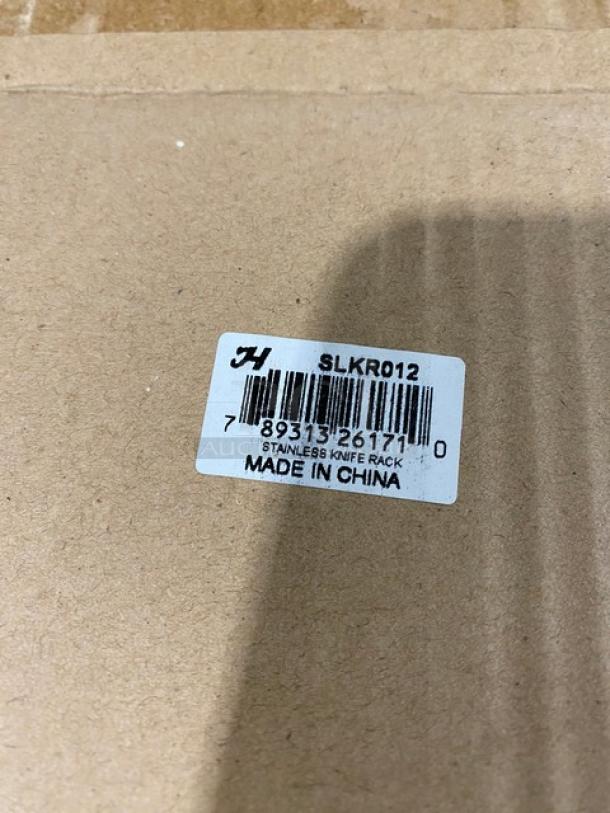 JH SLKR012
7 89313 26171 0
STAINLESS KNIFE RACK
MADE IN CHINA